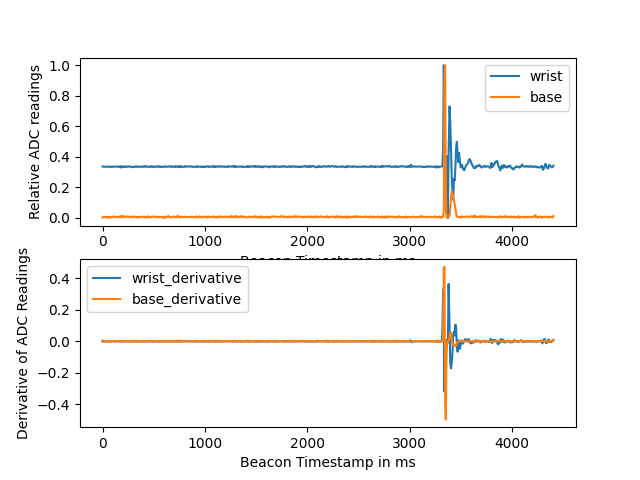 Relative ADC readings
1.0
0.8
0.6
0.4
0.2
0.0
wrist
base
0 1000 2000 3000 4000
Beacon Timestamp in ms
Derivative of ADC Readings
0.4
0.2
0.0
−0.2
−0.4
wrist_derivative
base_derivative
0 1000 2000 3000 4000
Beacon Timestamp in ms